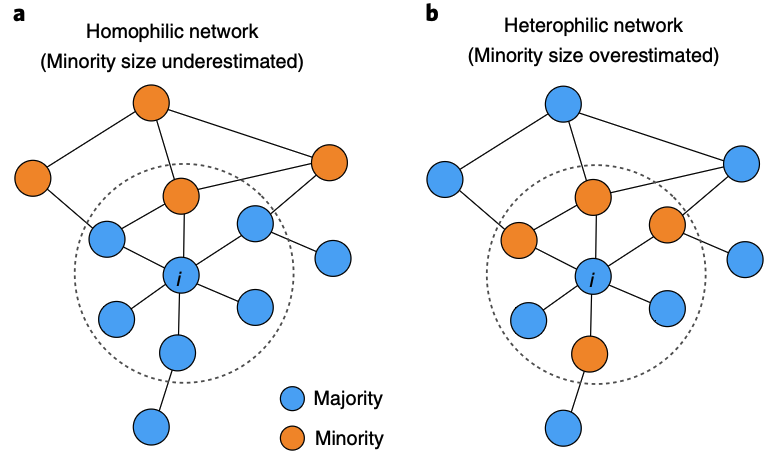 a
Homophilic network
(Minority size underestimated)
i
Majority
Minority
b
Heterophilic network
(Minority size overestimated)
i